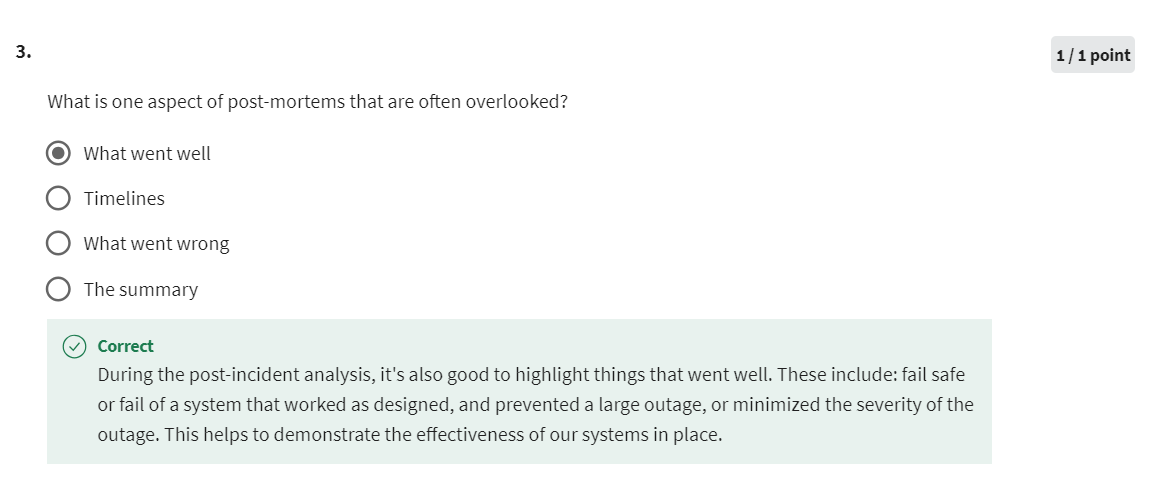 3.
1 / 1 point
What is one aspect of post-mortems that are often overlooked?
What went well
Timelines
What went wrong
The summary
Correct
During the post-incident analysis, it's also good to highlight things that went well. These include: fail safe
or fail of a system that worked as designed, and prevented a large outage, or minimized the severity of the
outage. This helps to demonstrate the effectiveness of our systems in place.